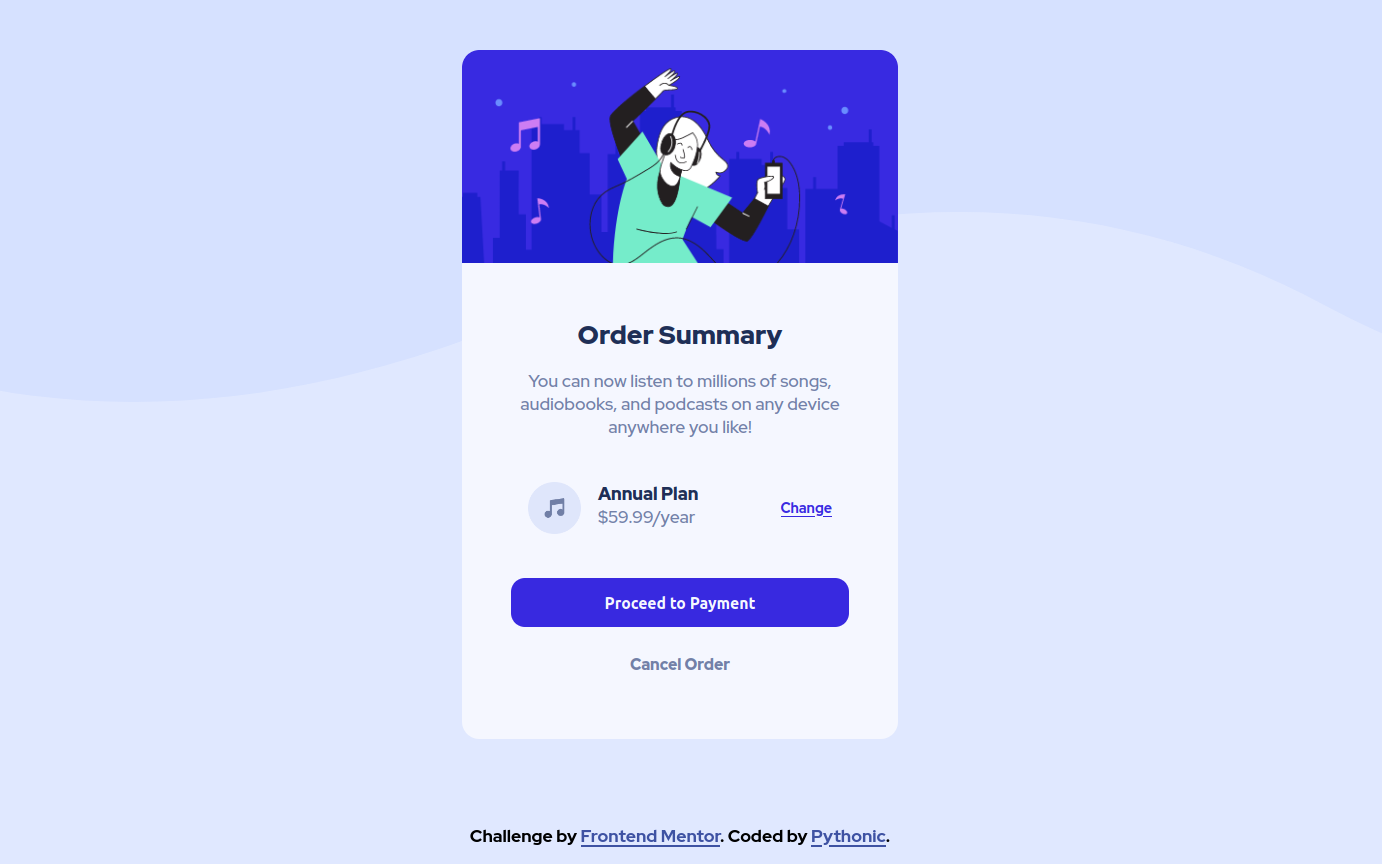 Order Summary
You can now listen to millions of songs,
audiobooks, and podcasts on any device
anywhere you like!
Annual Plan
$59.99/year
Change
Proceed to Payment
Cancel Order
Challenge by Frontend Mentor. Coded by Pythonic.